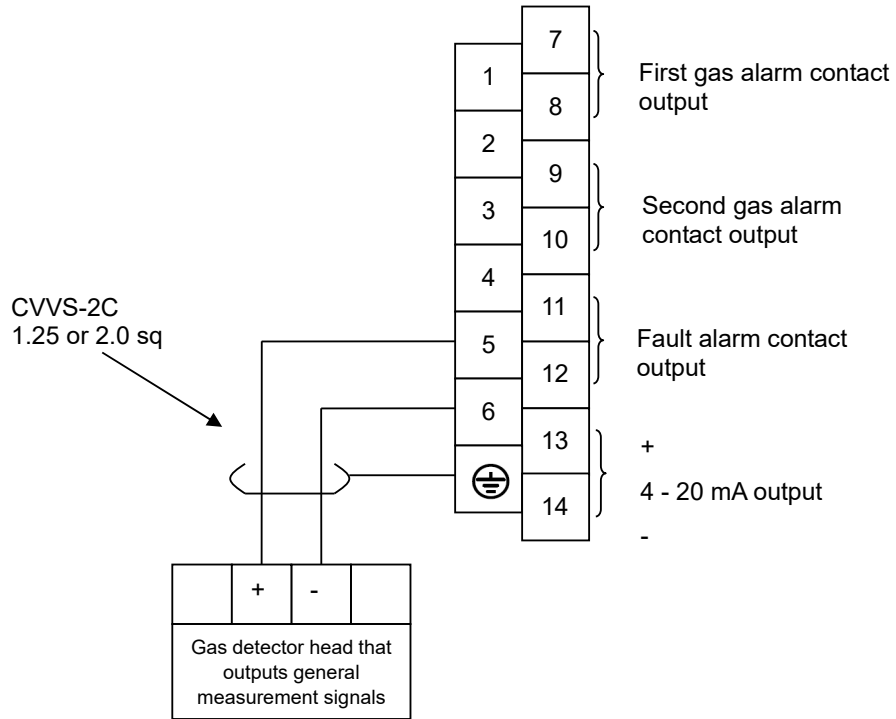 7
1
First gas alarm contact
output
8
2
9
3
Second gas alarm
contact output
10
4
11
CVVS-2C
1.25 or 2.0 sq
5
Fault alarm contact
output
12
6
13
+
4 - 20 mA output
14
-
+ -
Gas detector head that
outputs general
measurement signals